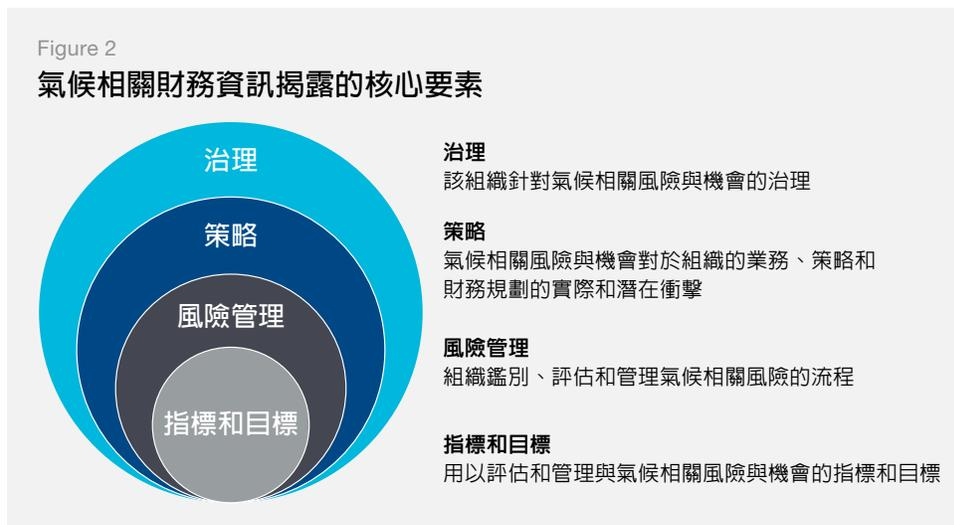 Figure 2
氣候相關財務資訊揭露的核心要素
治理
策略
風險管理
指標和目標
治理
該組織針對氣候相關風險與機會的治理
策略
氣候相關風險與機會對於組織的業務、策略和
財務規劃的實際和潛在衝擊
風險管理
組織鑑別、評估和管理氣候相關風險的流程
指標和目標
用以評估和管理與氣候相關風險與機會的指標和目標